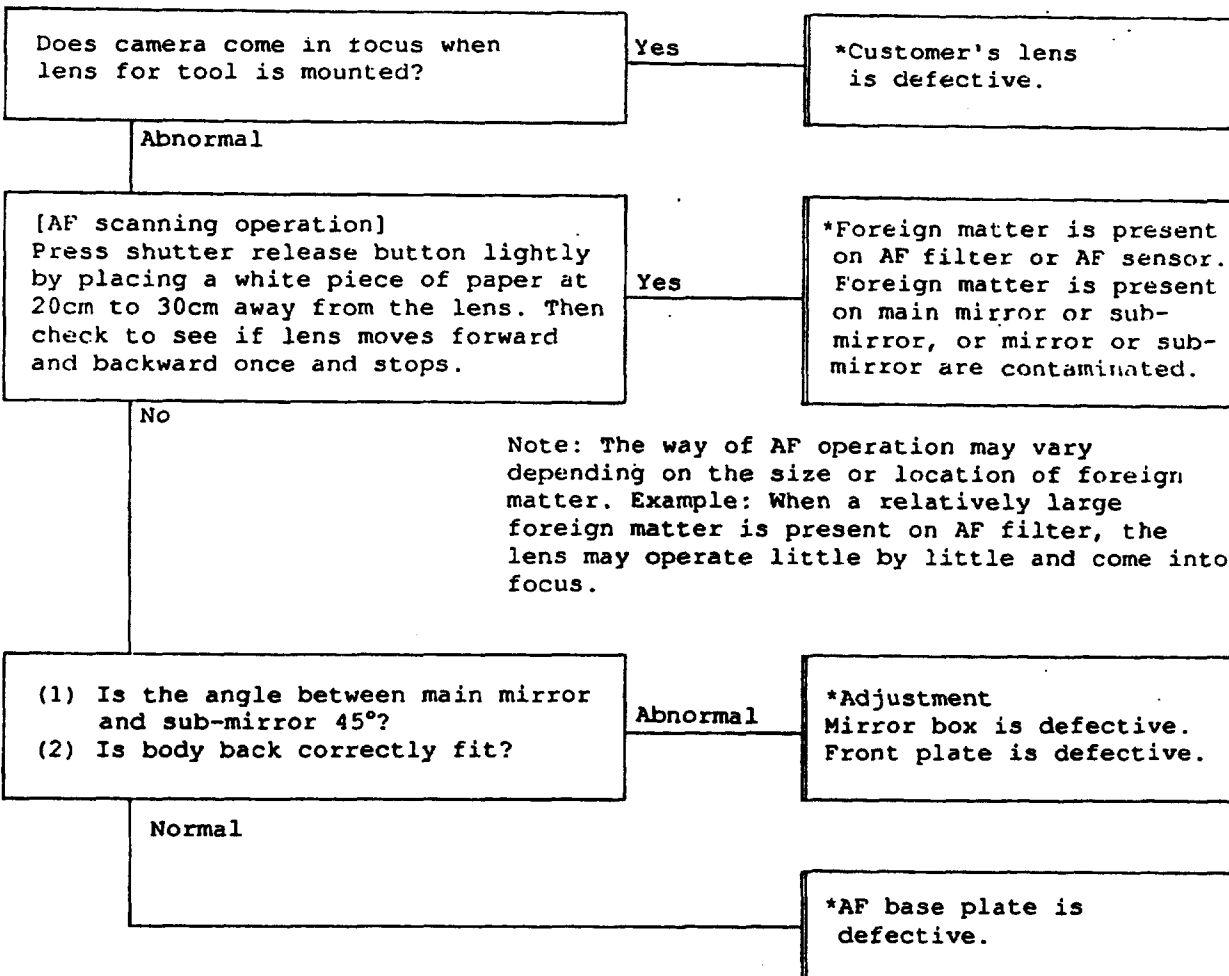 Does camera come in focus when
lens for tool is mounted?
Yes
*Customer's lens
is defective.
Abnormal
[AF scanning operation]
Press shutter release button lightly
by placing a white piece of paper at
20cm to 30cm away from the lens. Then
check to see if lens moves forward
and backward once and stops.
Yes
*Foreign matter is present
on AF filter or AF sensor.
Foreign matter is present
on main mirror or sub-
mirror, or mirror or sub-
mirror are contaminated.
No
Note: The way of AF operation may vary
depending on the size or location of foreign
matter. Example: When a relatively large
foreign matter is present on AF filter, the
lens may operate little by little and come into
focus.
(1) Is the angle between main mirror
and sub-mirror 45°?
(2) Is body back correctly fit?
Abnormal
*Adjustment
Mirror box is defective.
Front plate is defective.
Normal
*AF base plate is
defective.